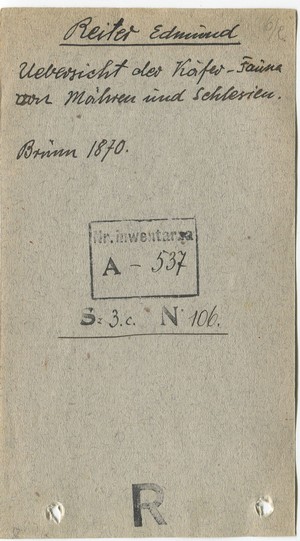 Reiter Edmund
Uebersicht der Käfer-Fauna
von Mähren und Schlesien.
Brünn 1870.
Nr. inwentarza
A - 537
S. 3.c. N 106.
R